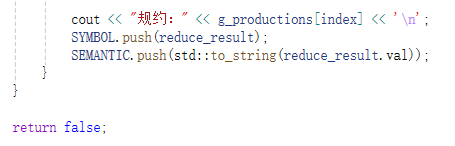 cout << "规约：" << g_productions[index] << '\n';
SYMBOL.push(reduce_result);
SEMANTIC.push(std::to_string(reduce_result.val));
}
}
return false;